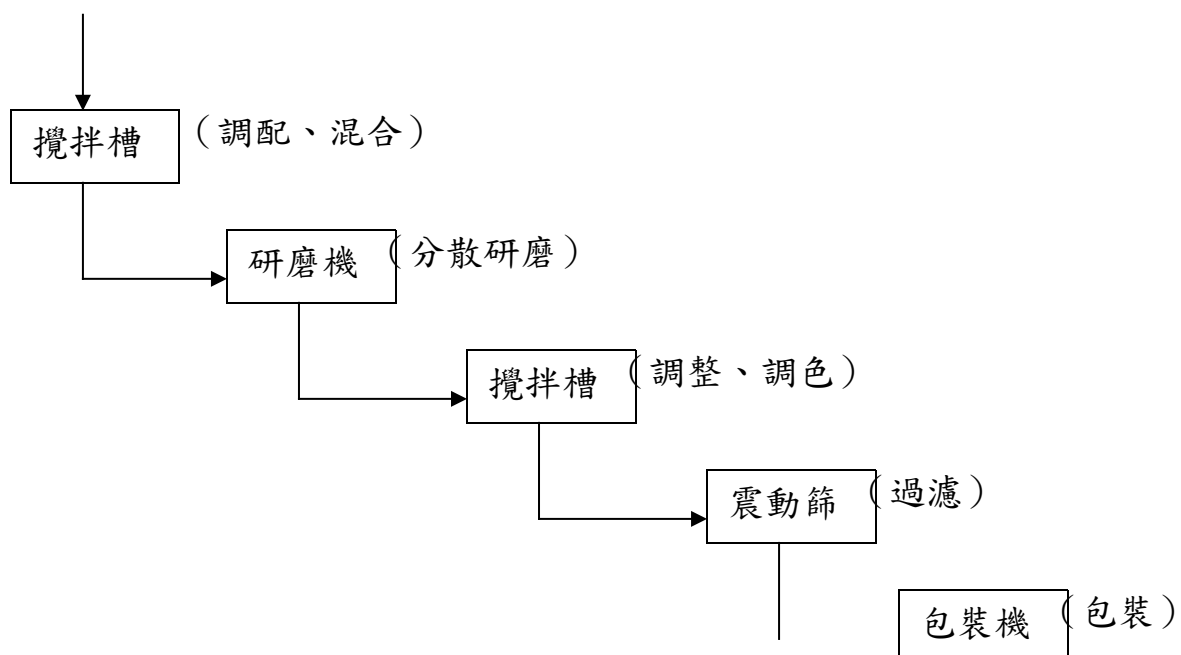 攪拌槽（調配、混合）
研磨機（分散研磨）
攪拌槽（調整、調色）
震動篩（過濾）
包裝機（包裝）